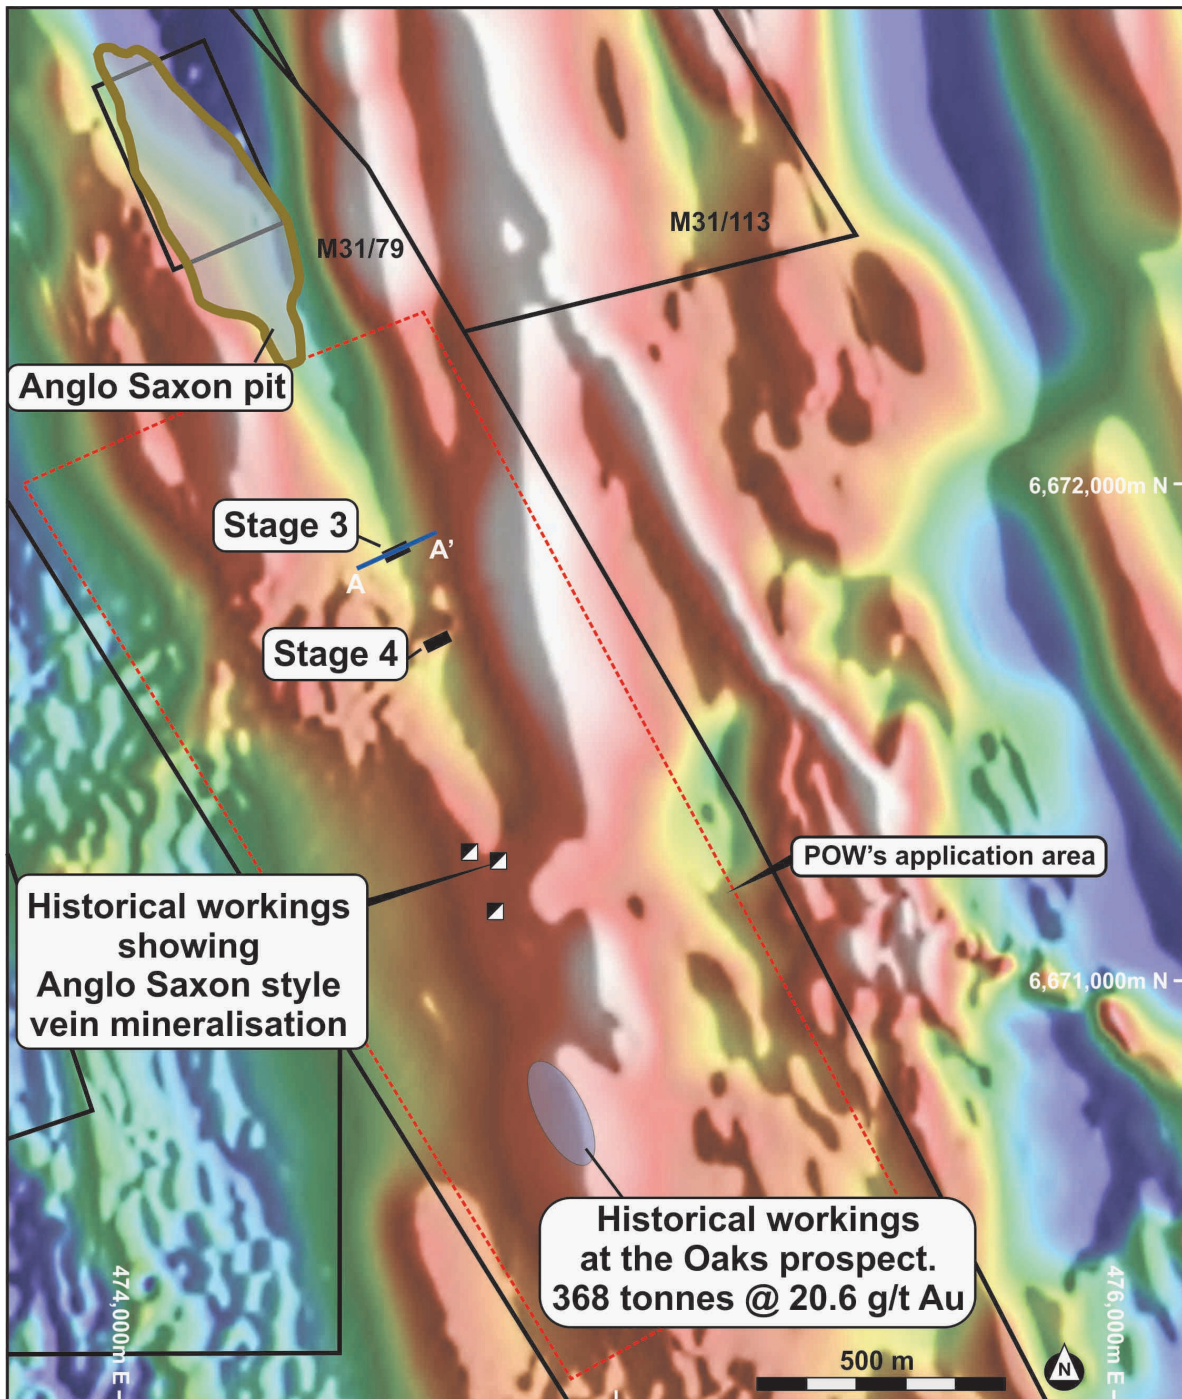 M31/79
M31/113
Anglo Saxon pit
6,672,000m N
Stage 3
A
A'
Stage 4
POW's application area
Historical workings
showing
Anglo Saxon style
vein mineralisation
6,671,000m N
Historical workings
at the Oaks prospect.
368 tonnes @ 20.6 g/t Au
474,000m E
476,000m E
500 m
N